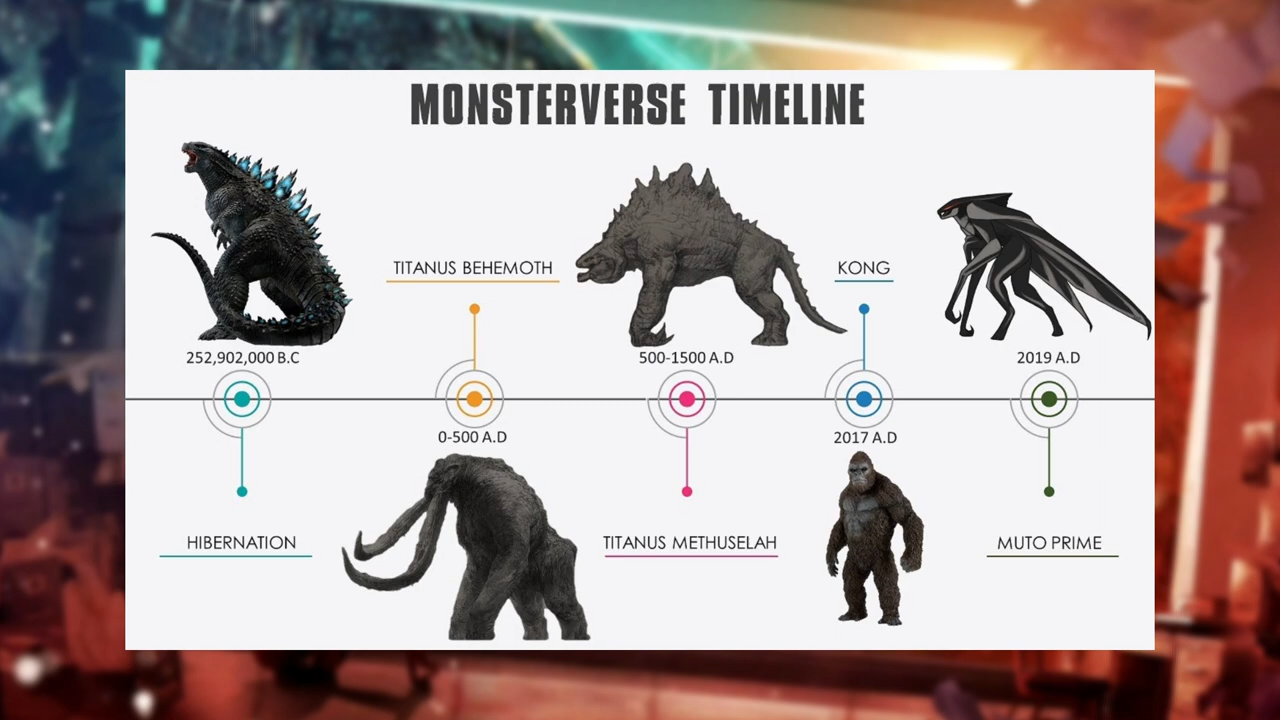 MONSTERVERSE TIMELINE
TITANUS BEHEMOTH
KONG
252,902,000 B.C
500-1500 A.D
2019 A.D
0-500 A.D
2017 A.D
HIBERNATION
TITANUS METHUSELAH
MUTO PRIME